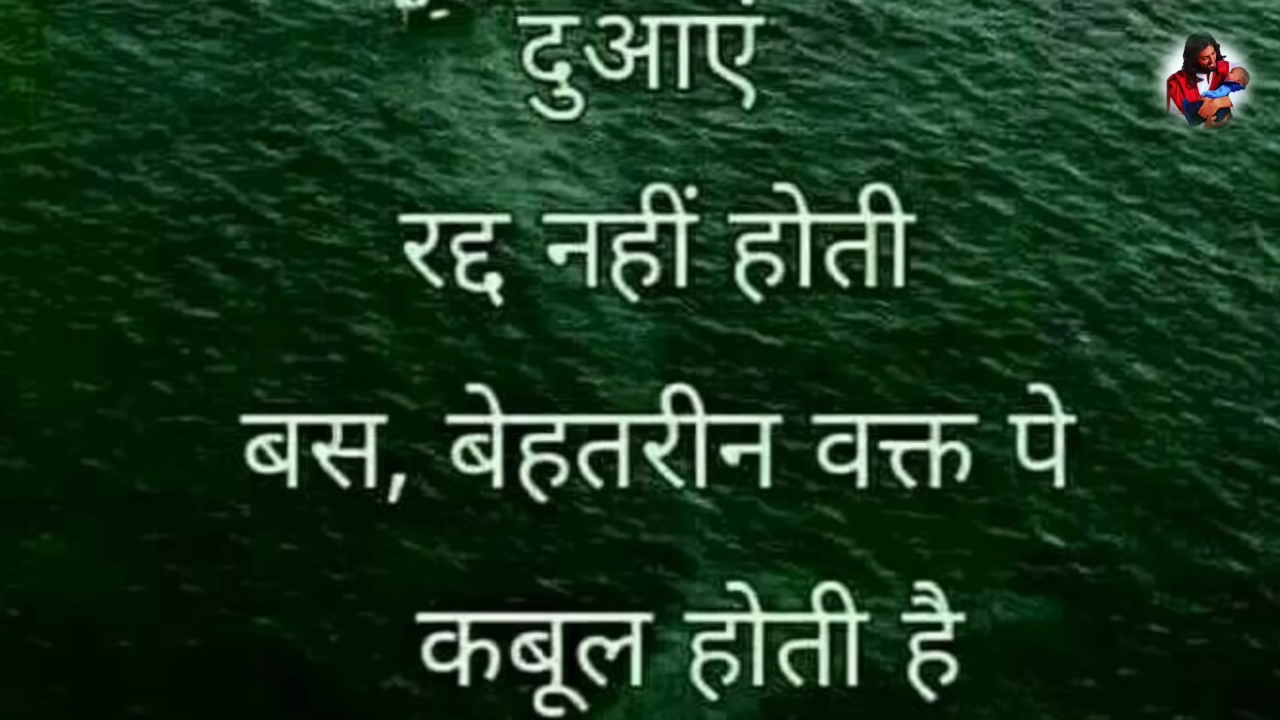 दुआएं
रद्द नहीं होती
बस, बेहतरीन वक्त पे
कबूल होती है